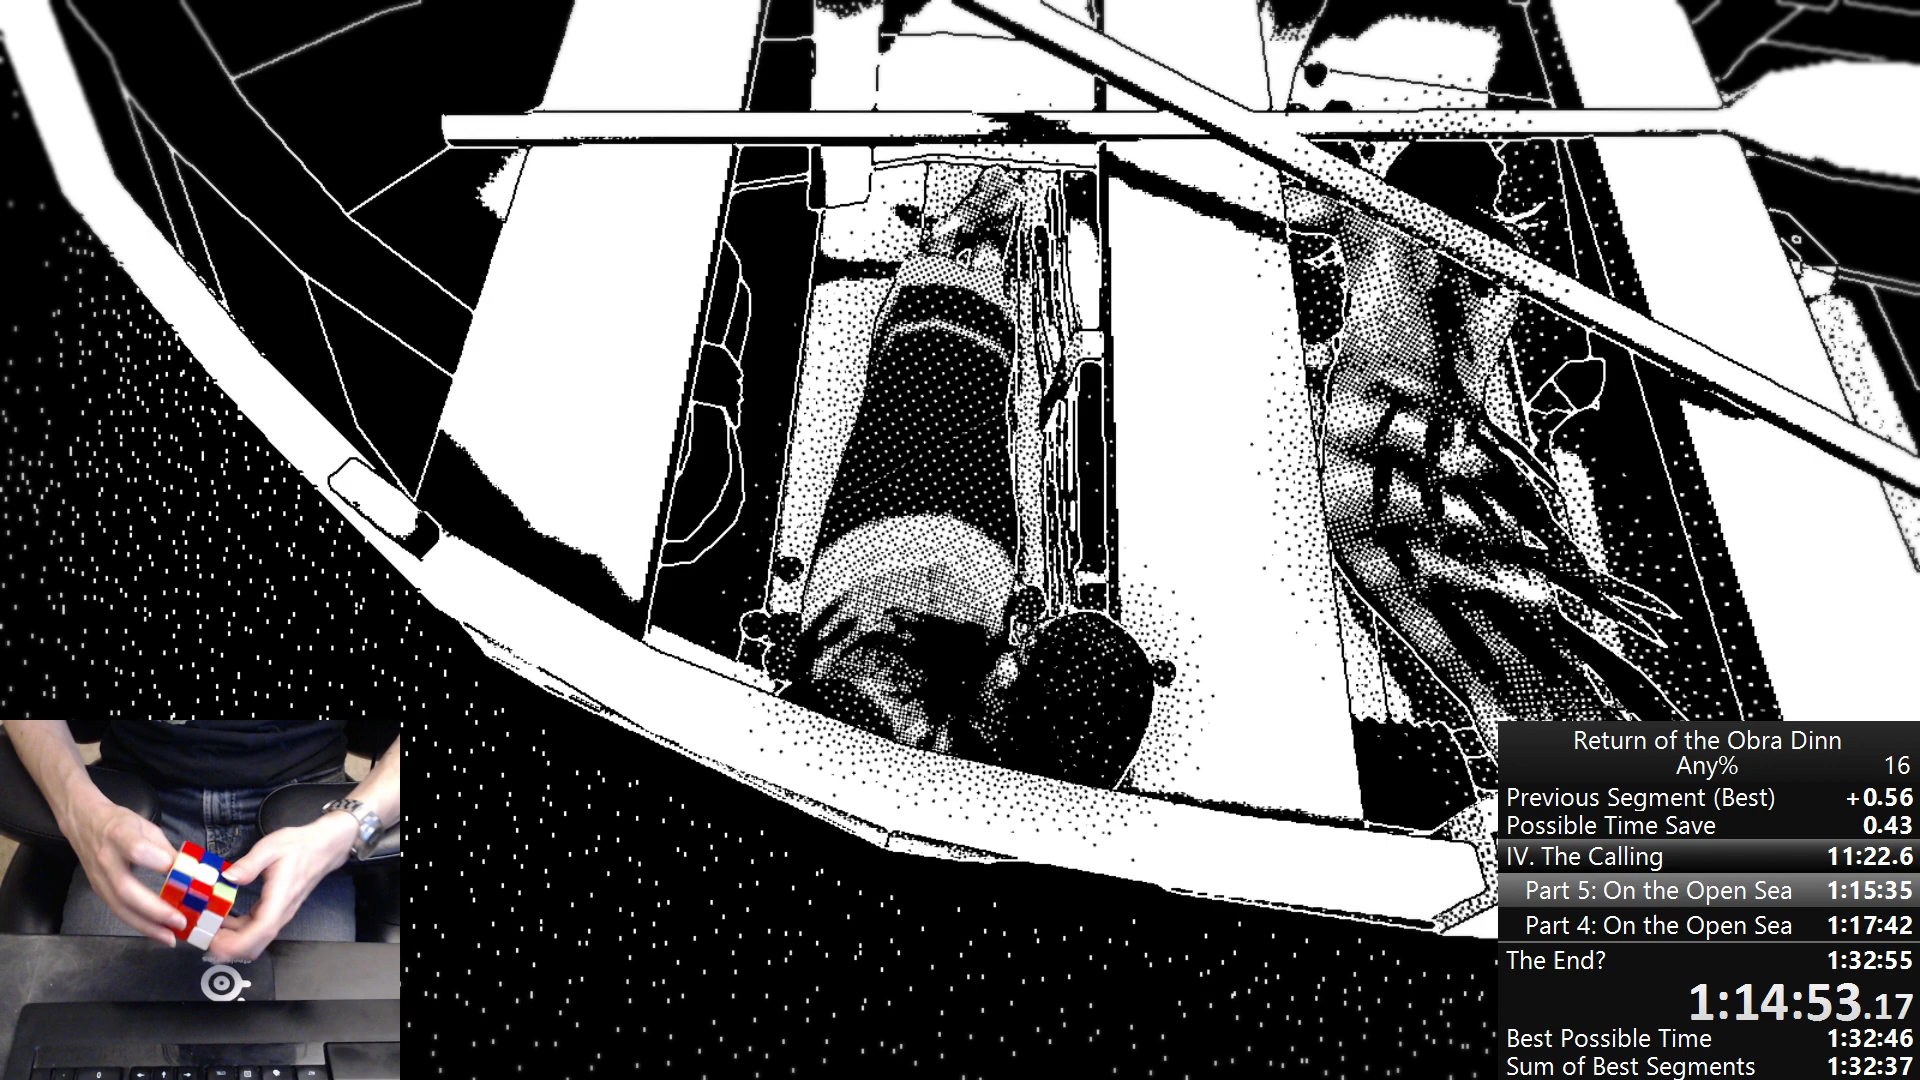 Return of the Obra Dinn
Any% 16
Previous Segment (Best) +0.56
Possible Time Save 0.43
IV. The Calling 11:22.6
Part 5: On the Open Sea 1:15:35
Part 4: On the Open Sea 1:17:42
The End? 1:32:55
1:14:53.17
Best Possible Time 1:32:46
Sum of Best Segments 1:32:37